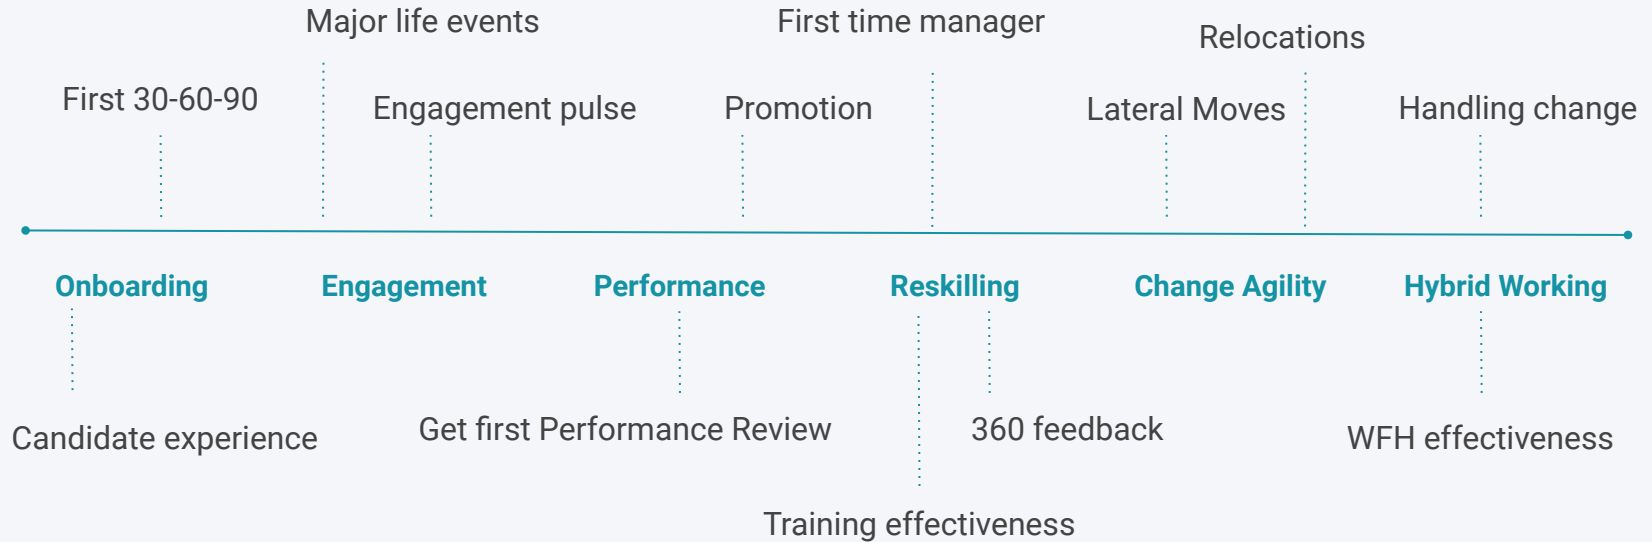 Major life events
First time manager
Relocations
First 30-60-90
Engagement pulse
Promotion
Lateral Moves
Handling change
Onboarding
Engagement
Performance
Reskilling
Change Agility
Hybrid Working
Candidate experience
Get first Performance Review
360 feedback
WFH effectiveness
Training effectiveness